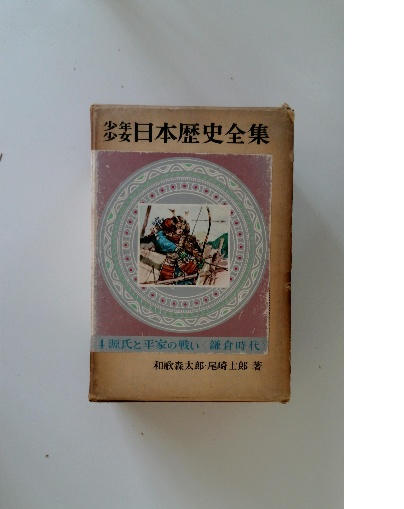 少年少女日本歴史全集
4 源氏と平家の戦い〈鎌倉時代〉
和歌森太郎・尾崎士郎 著